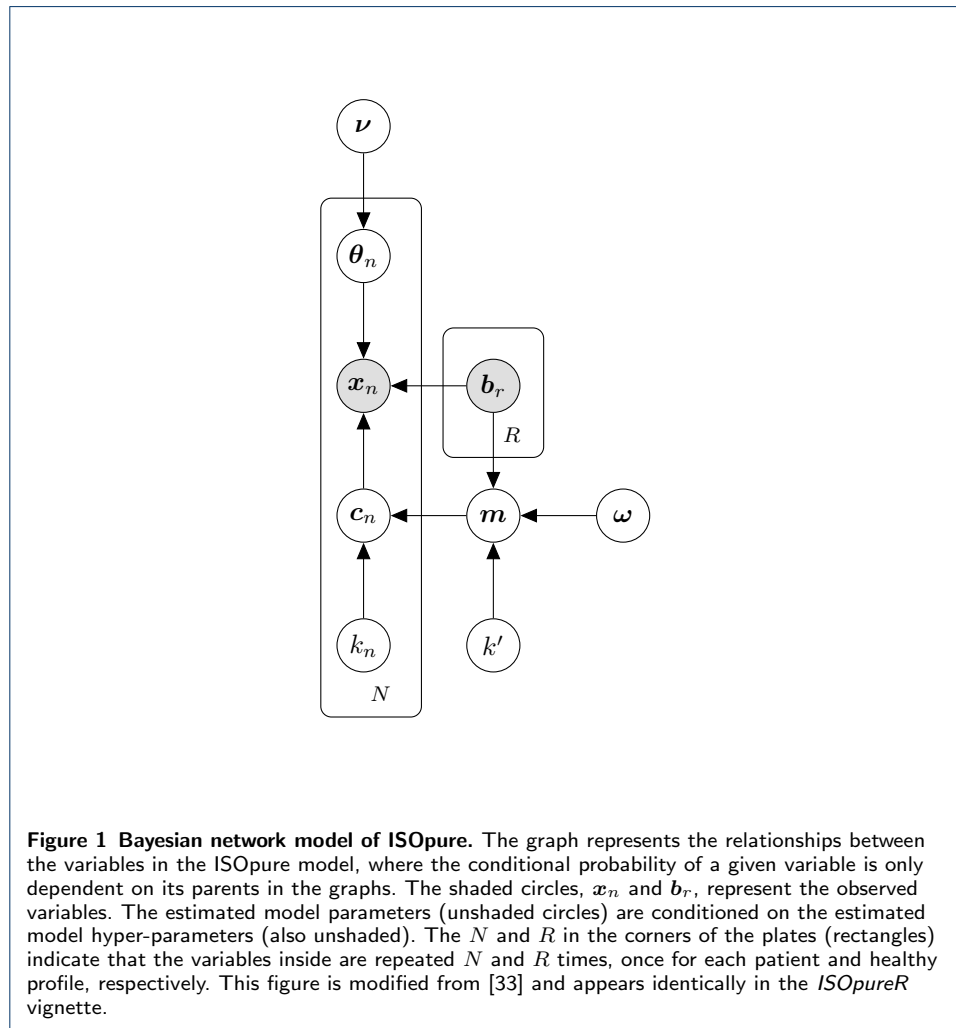 ν
θn
xn
br
R
cn
m
ω
kn
k′
N
Figure 1 Bayesian network model of ISOpure. The graph represents the relationships between
the variables in the ISOpure model, where the conditional probability of a given variable is only
dependent on its parents in the graphs. The shaded circles, xn and br, represent the observed
variables. The estimated model parameters (unshaded circles) are conditioned on the estimated
model hyper-parameters (also unshaded). The N and R in the corners of the plates (rectangles)
indicate that the variables inside are repeated N and R times, once for each patient and healthy
profile, respectively. This figure is modified from [33] and appears identically in the ISOpureR
vignette.